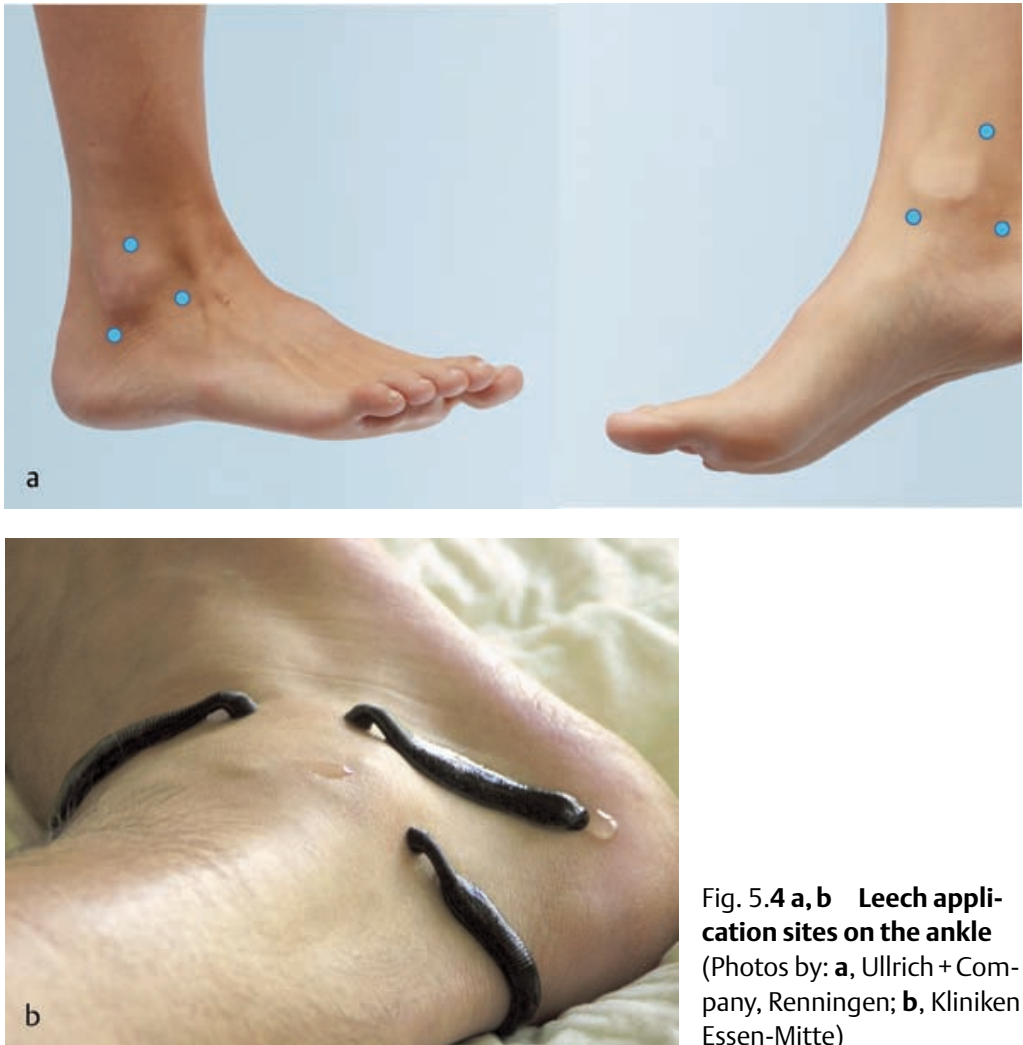 a
b
Fig. 5.4 a, b Leech appli-
cation sites on the ankle
(Photos by: a, Ullrich + Com-
pany, Renningen; b, Kliniken
Essen-Mitte)